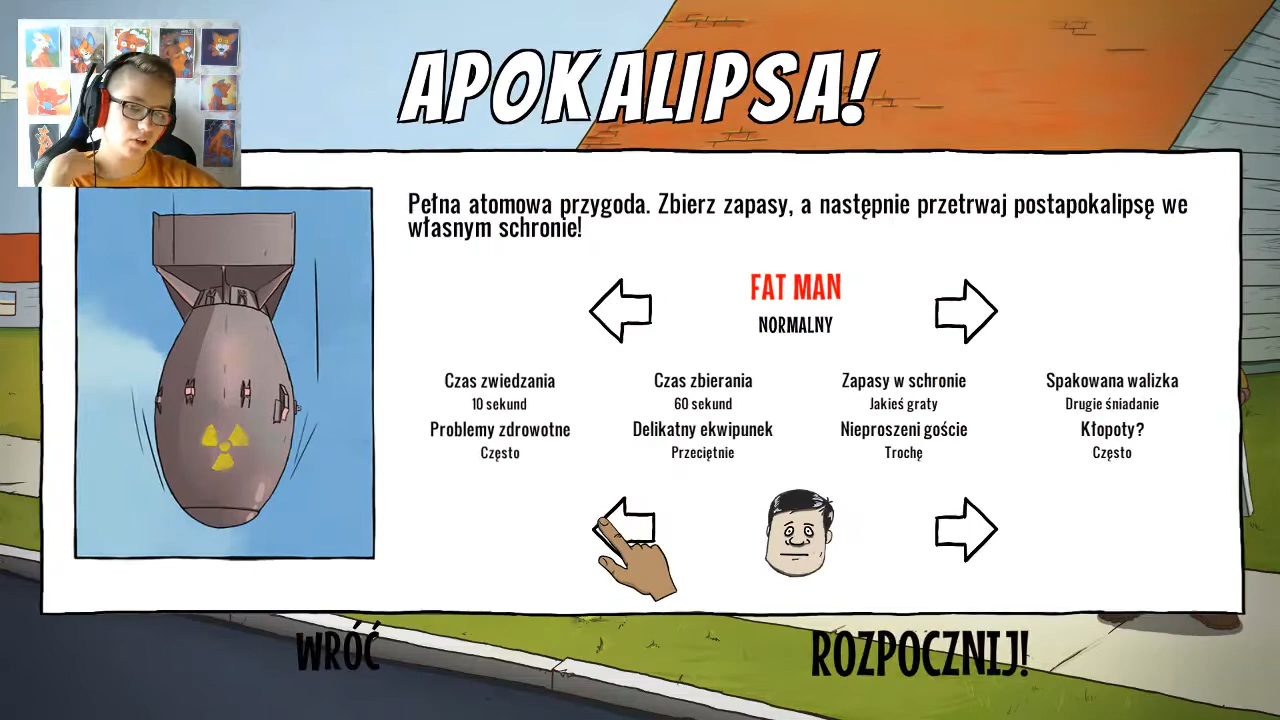 APOKALIPSA!
Pełna atomowa przygoda. Zbierz zapasy, a następnie przetrwaj postapokalipsę we
własnym schronie!
FAT MAN
NORMALNY
Czas zwiedzania
10 sekund
Czas zbierania
60 sekund
Zapasy w schronie
Jakieś graty
Spakowana walizka
Drugie śniadanie
Problemy zdrowotne
Często
Delikatny ekwipunek
Przeciętnie
Nieproszeni goście
Trochę
Kłopoty?
Często
WRÓĆ
ROZPOCZNIJ!